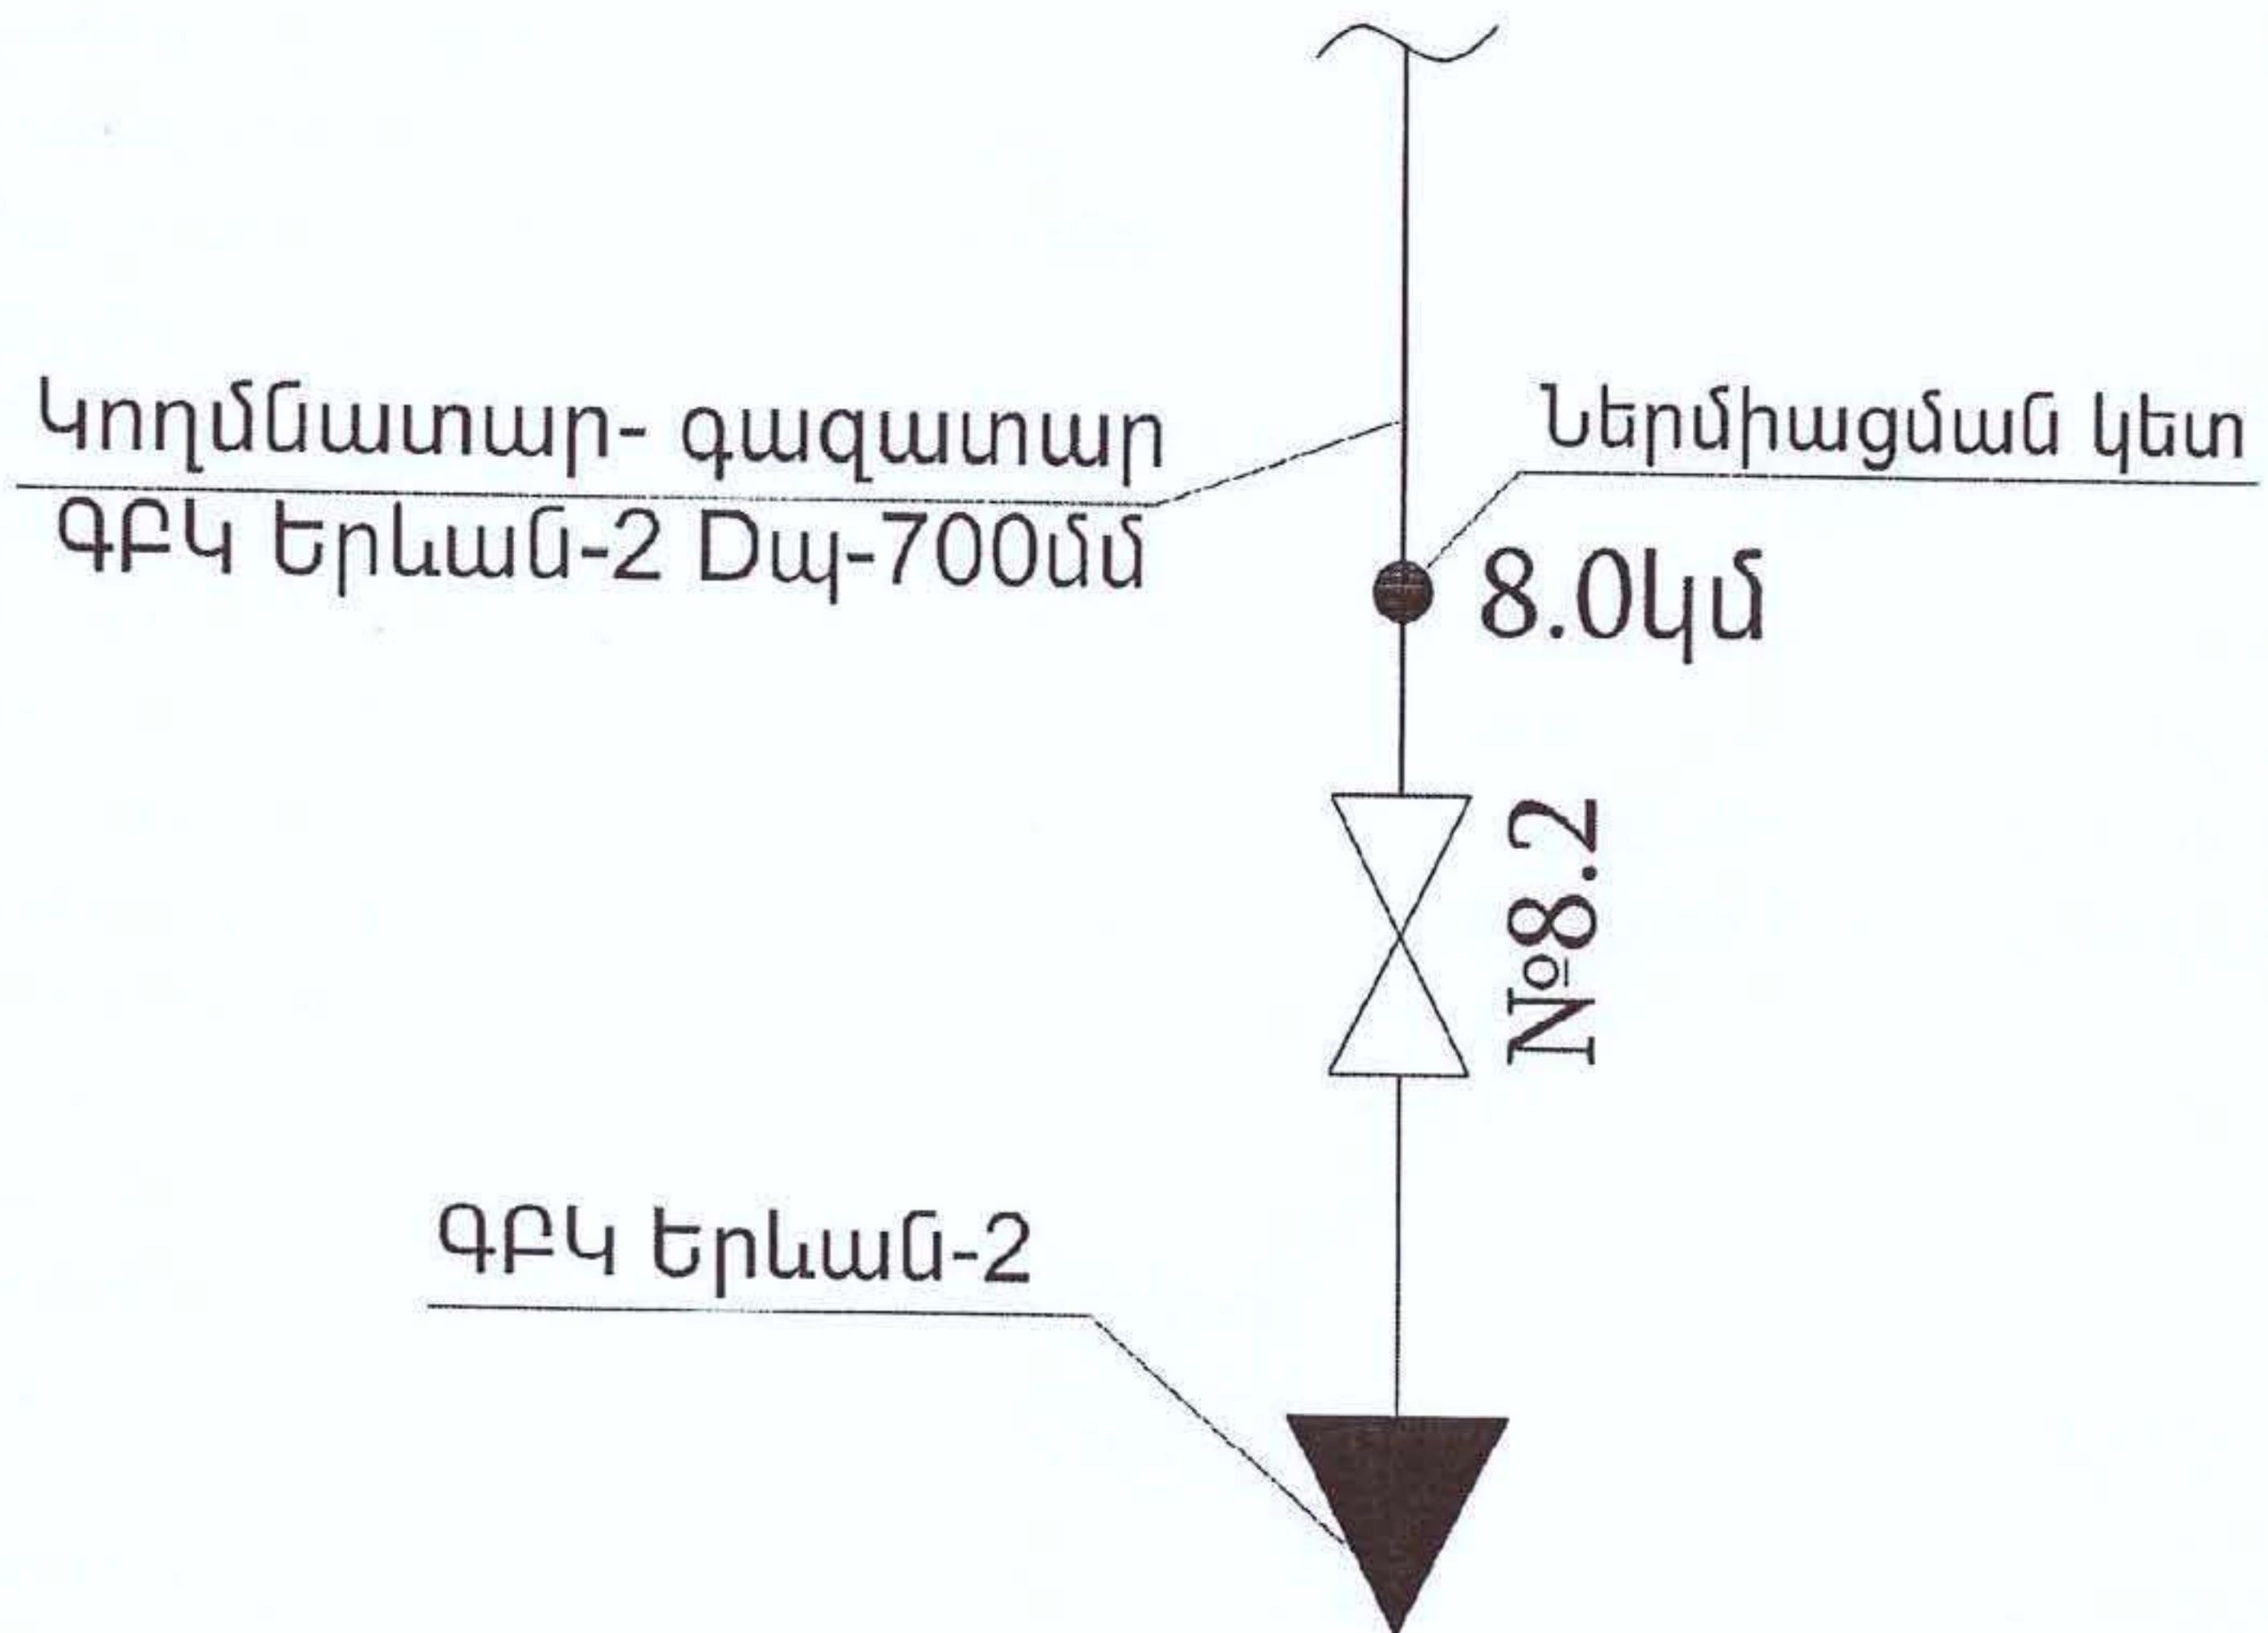 Կողմնատար- գազատար
ԳԲԿ Երևան-2 Dպ-700մմ
Ներմիացման կետ
8.0կմ
№8.2
ԳԲԿ Երևան-2